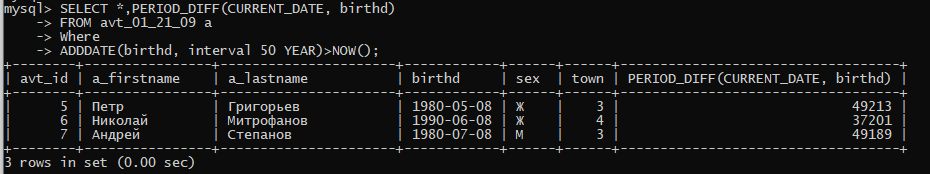 mysql> SELECT *,PERIOD_DIFF(CURRENT_DATE, birthd)
-> FROM avt_01_21_09 a
-> Where
-> ADDDATE(birthd, interval 50 YEAR)>NOW();
+--------+-------------+------------+------------+------+------+-----------------------------------+
| avt_id | a_firstname | a_lastname | birthd | sex | town | PERIOD_DIFF(CURRENT_DATE, birthd) |
+--------+-------------+------------+------------+------+------+-----------------------------------+
| 5 | Петр | Григорьев | 1980-05-08 | Ж | 3 | 49213 |
| 6 | Николай | Митрофанов | 1990-06-08 | Ж | 4 | 37201 |
| 7 | Андрей | Степанов | 1980-07-08 | М | 3 | 49189 |
+--------+-------------+------------+------------+------+------+-----------------------------------+
3 rows in set (0.00 sec)